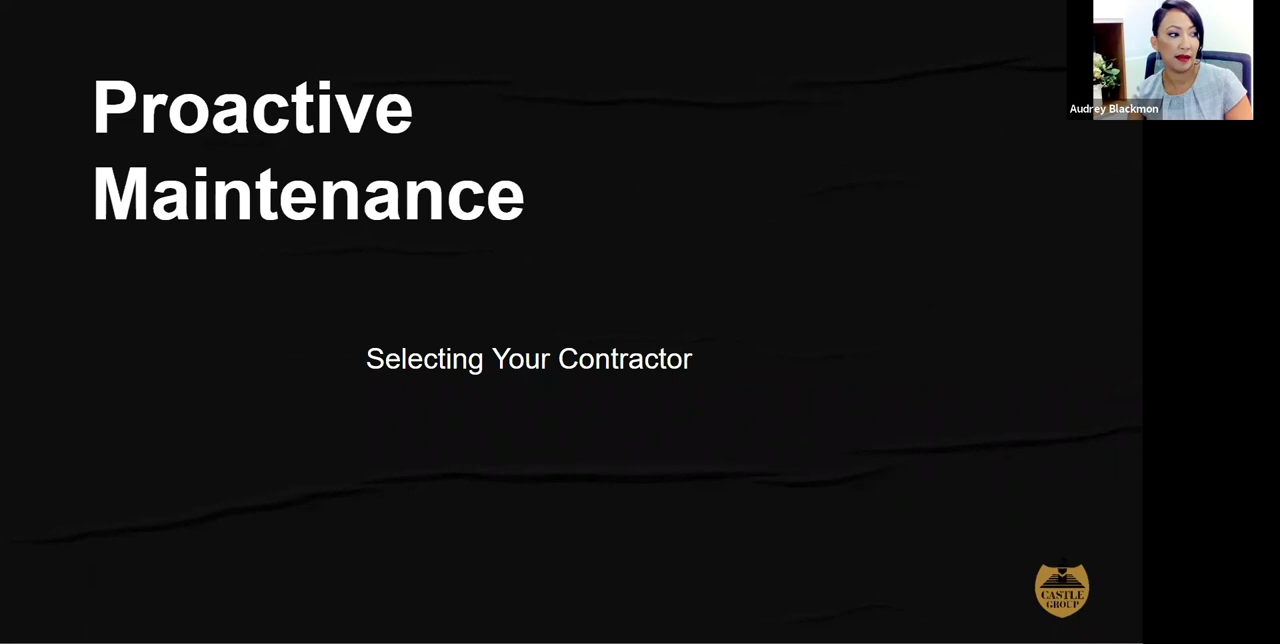 Proactive
Maintenance
Audrey Blackmon
Selecting Your Contractor
CASTLE
GROUP